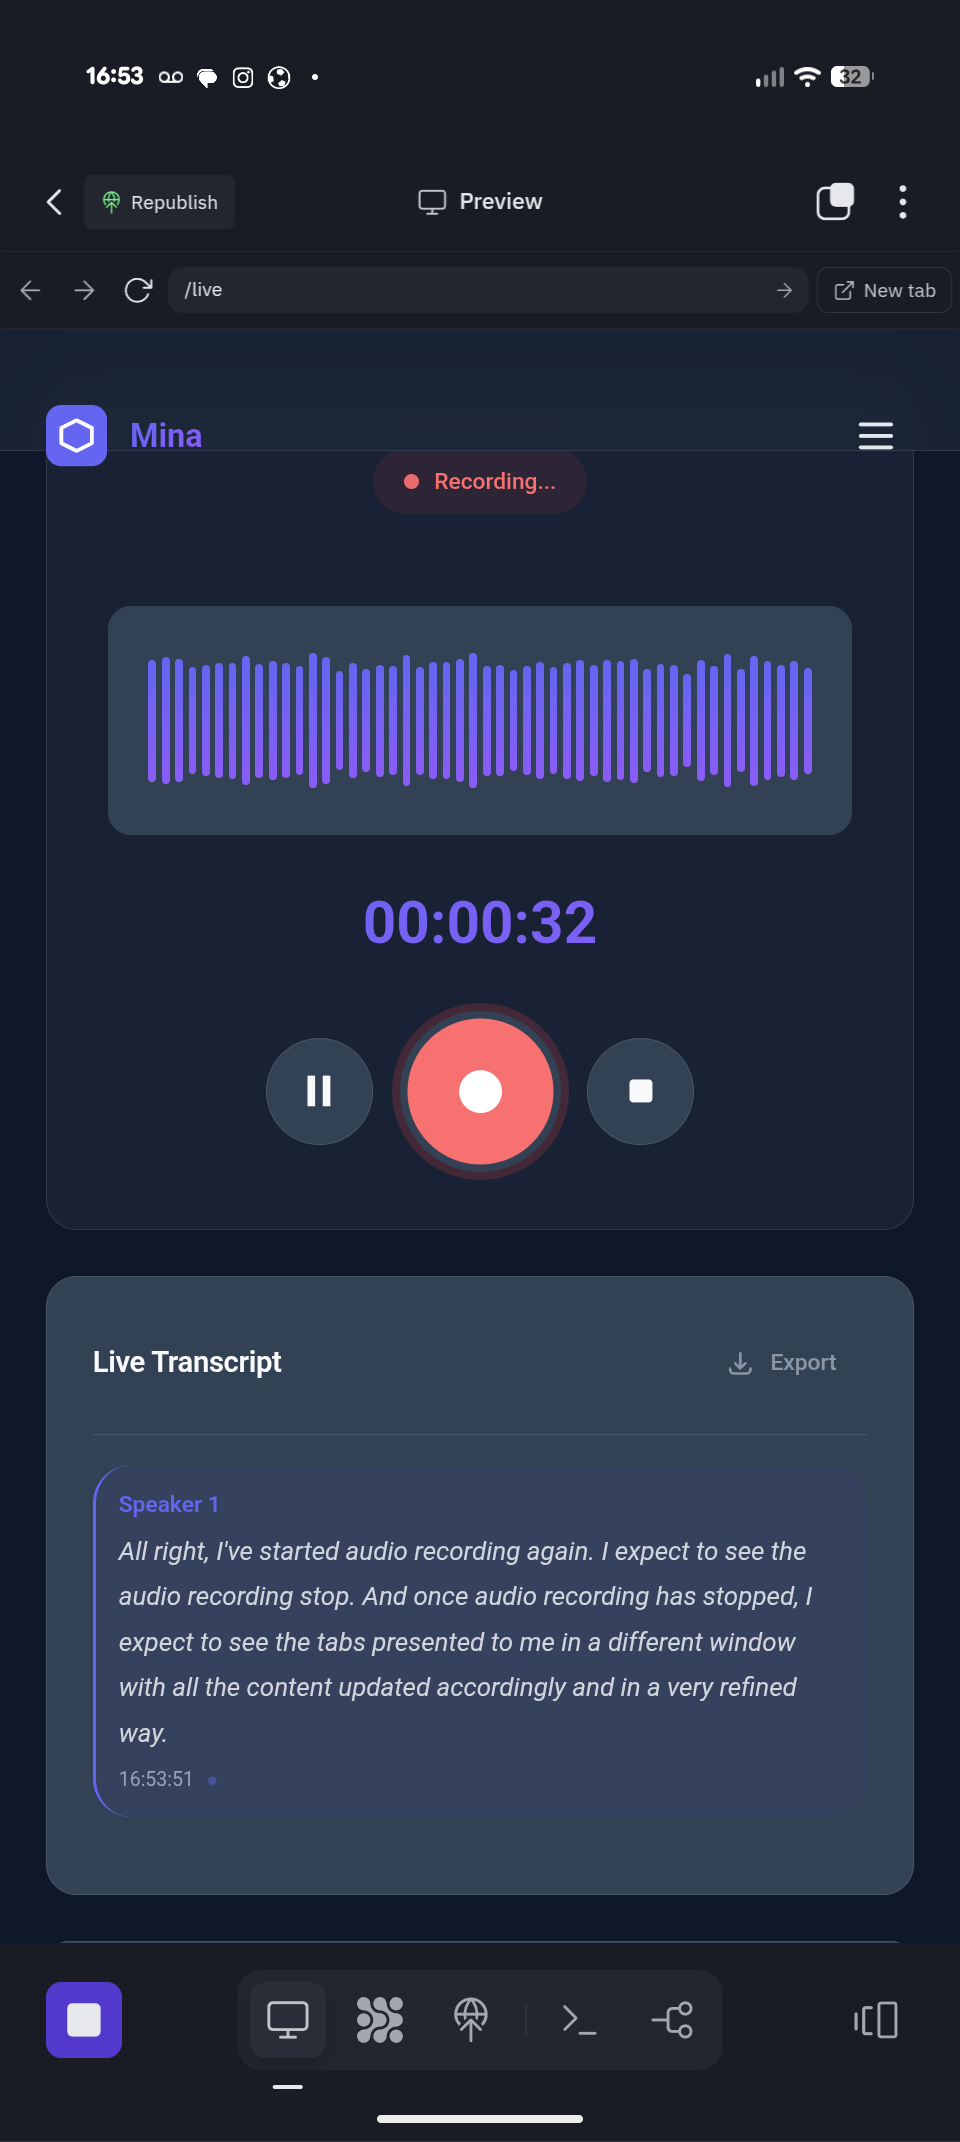 16:53
32
Republish
Preview
/live
New tab
Mina
Recording...
00:00:32
Live Transcript
Export
Speaker 1
All right, I've started audio recording again. I expect to see the
audio recording stop. And once audio recording has stopped, I
expect to see the tabs presented to me in a different window
with all the content updated accordingly and in a very refined
way.
16:53:51